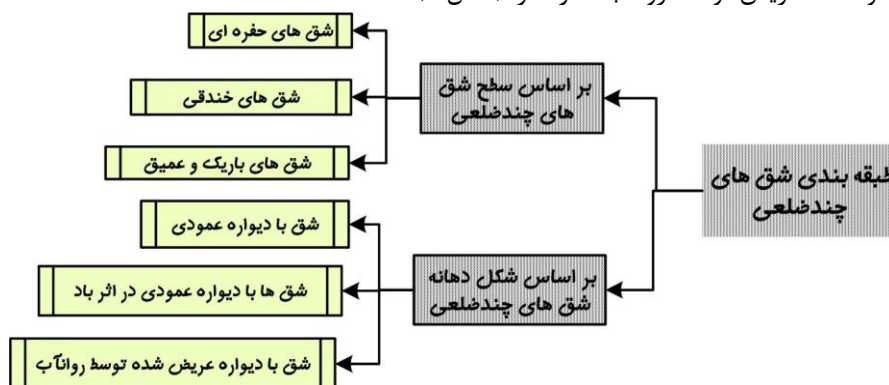 طبقه بندی شق های
چندضلعی
بر اساس سطح شق
های چندضلعی
شق های حفره ای
شق های خندقی
شق های باریک و عمیق
بر اساس شکل دهانه
شق های چندضلعی
شق با دیواره عمودی
شق ها با دیواره عمودی در اثر باد
شق با دیواره عریض شده توسط روانآب